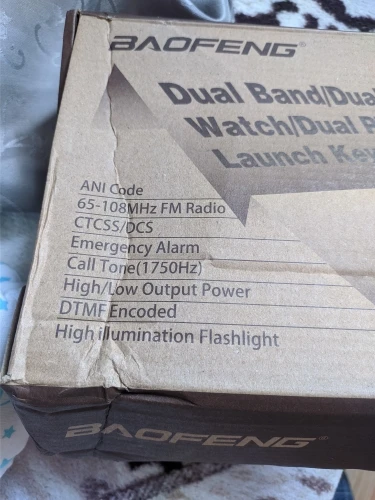 BAOFENG
Dual Band/Dual
Watch/Dual
Launch
ANI Code
65-108MHz FM Radio
CTCSS/DCS
Emergency Alarm
Call Tone(1750Hz)
High/Low Output Power
DTMF Encoded
High illumination Flashlight
BAOFENG